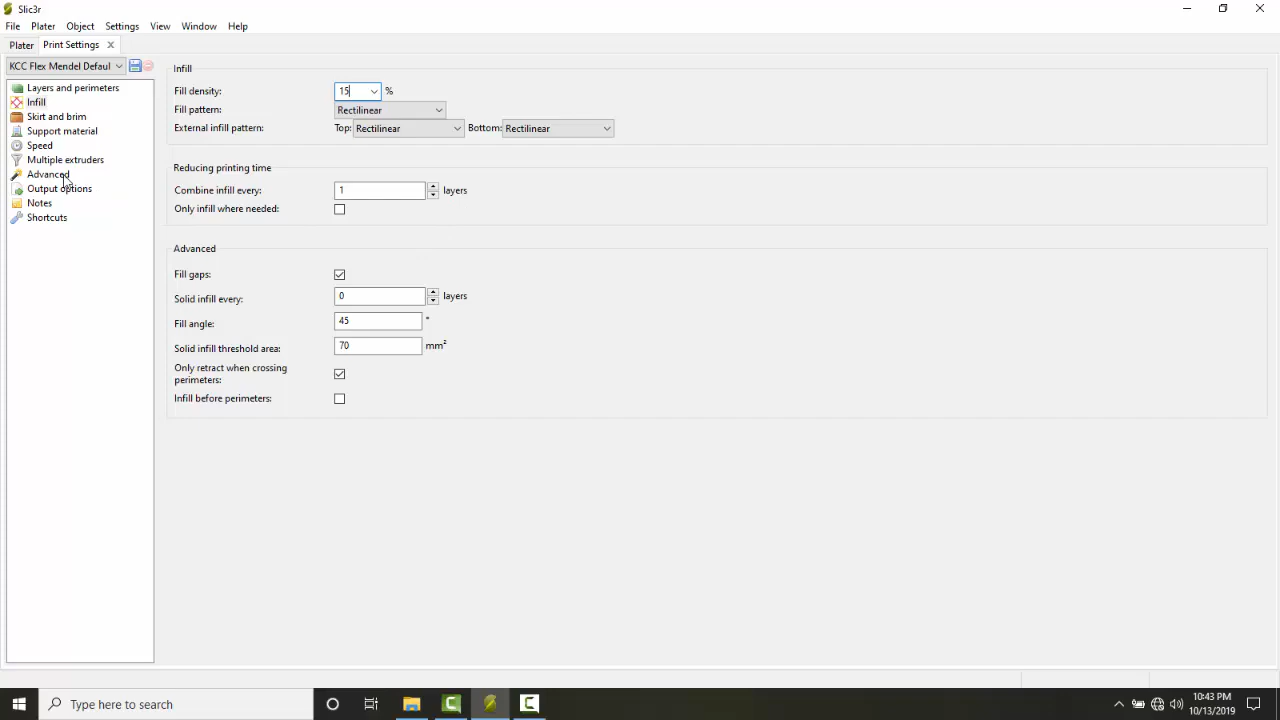 Slic3r
File Plater Object Settings View Window Help
Plater Print Settings
KCC Flex Mendel Defaul
Layers and perimeters
Infill
Skirt and brim
Support material
Speed
Multiple extruders
Advanced
Output options
Notes
Shortcuts
Infill
Fill density: 15 %
Fill pattern: Rectilinear
External infill pattern: Top: Rectilinear Bottom: Rectilinear
Reducing printing time
Combine infill every: 1 layers
Only infill where needed:
Advanced
Fill gaps:
Solid infill every: 0 layers
Fill angle: 45 °
Solid infill threshold area: 70 mm²
Only retract when crossing
perimeters:
Infill before perimeters:
Type here to search
10:43 PM
10/13/2019